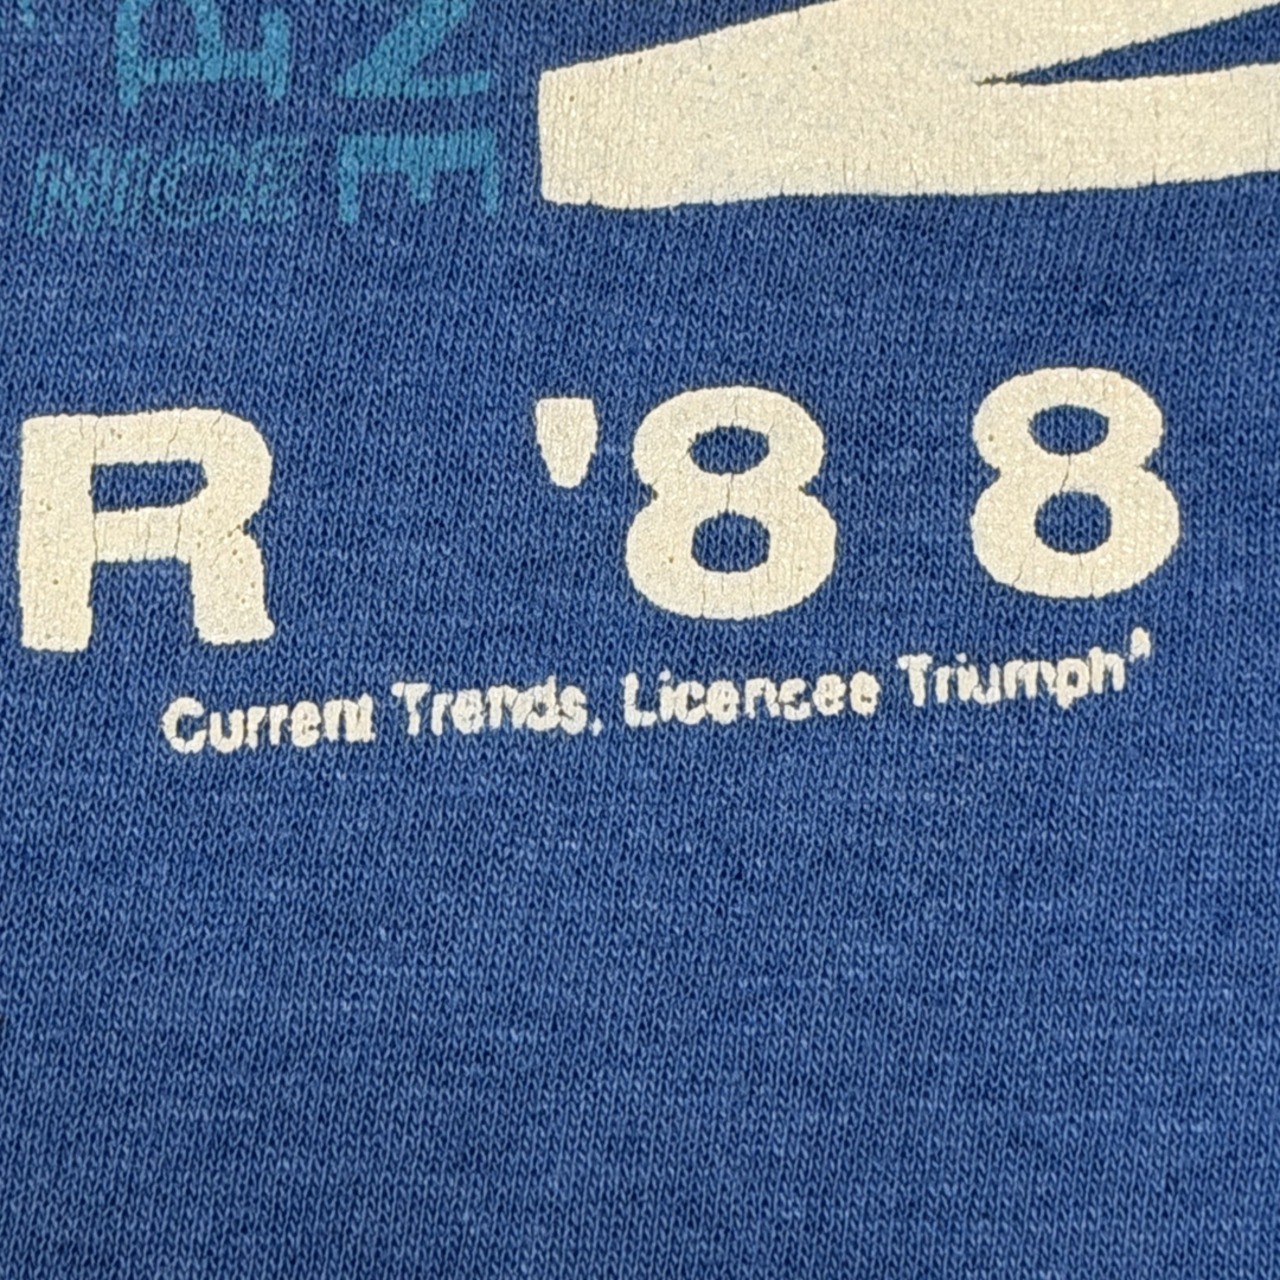 NICE
R '88
Current Trends, Licensee Triumph®